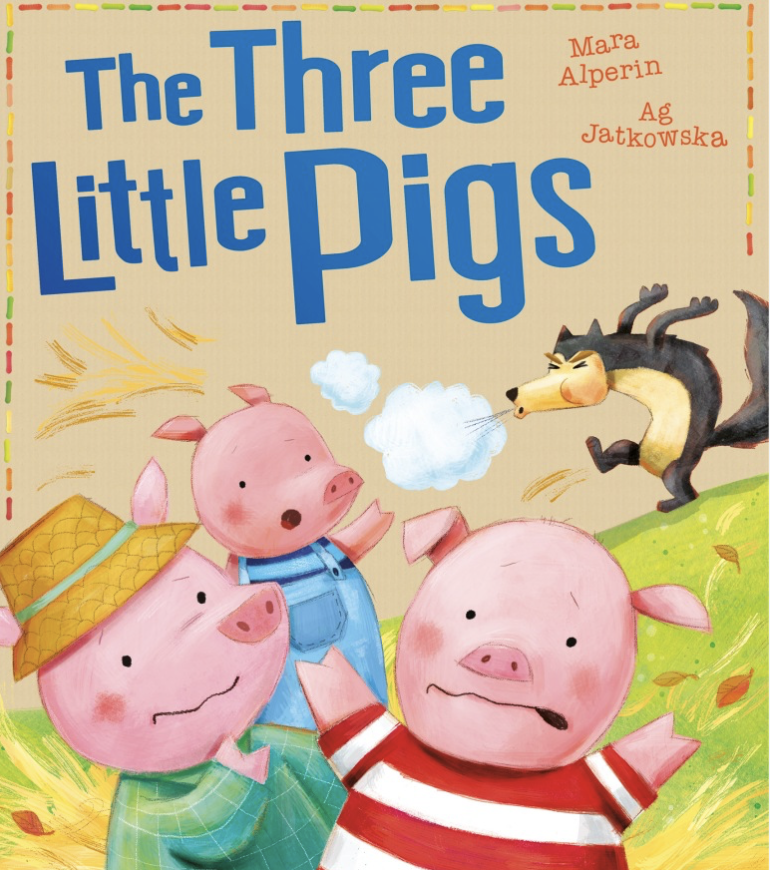 The Three
Little Pigs
Mara
Alperin
Ag
Jatkowska